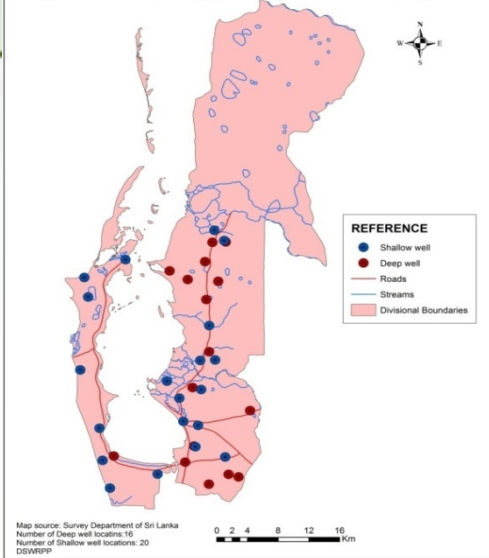 N
W E
S
REFERENCE
Shallow well
Deep well
Roads
Streams
Divisional Boundaries
Map source: Survey Department of Sri Lanka
Number of Deep well locatins:16
Number of Shallow well locations: 20
DSWRPP
0 2 4 8 12 16
Km